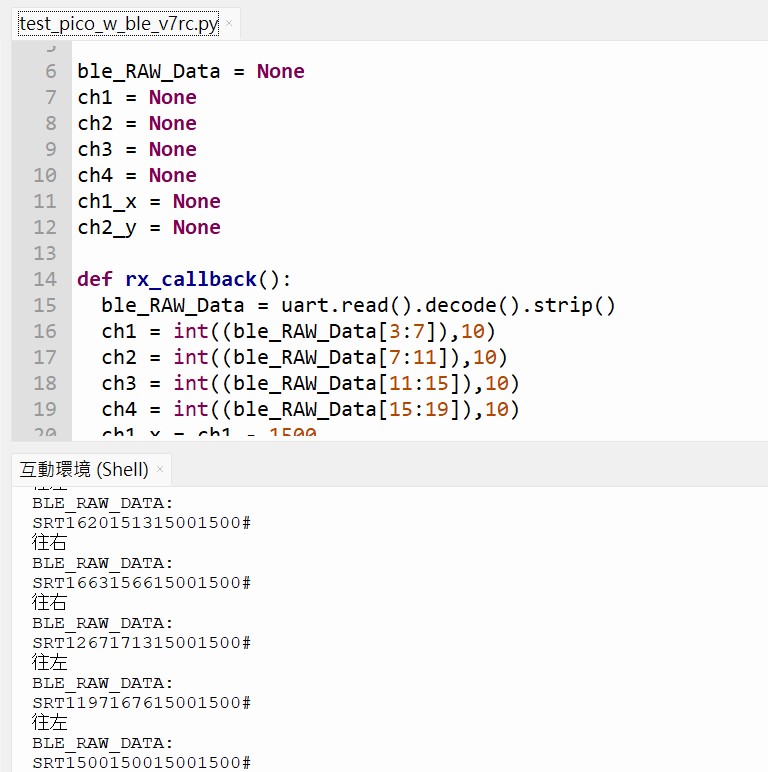 test_pico_w_ble_v7rc.py ×
6 ble_RAW_Data = None
7 ch1 = None
8 ch2 = None
9 ch3 = None
10 ch4 = None
11 ch1_x = None
12 ch2_y = None
13
14 def rx_callback():
15 ble_RAW_Data = uart.read().decode().strip()
16 ch1 = int((ble_RAW_Data[3:7]),10)
17 ch2 = int((ble_RAW_Data[7:11]),10)
18 ch3 = int((ble_RAW_Data[11:15]),10)
19 ch4 = int((ble_RAW_Data[15:19]),10)
20 ch1_x = ch1 - 1500
互動環境 (Shell) ×
BLE_RAW_DATA:
SRT1620151315001500#
往右
BLE_RAW_DATA:
SRT1663156615001500#
往右
BLE_RAW_DATA:
SRT1267171315001500#
往左
BLE_RAW_DATA:
SRT1197167615001500#
往左
BLE_RAW_DATA:
SRT1500150015001500#